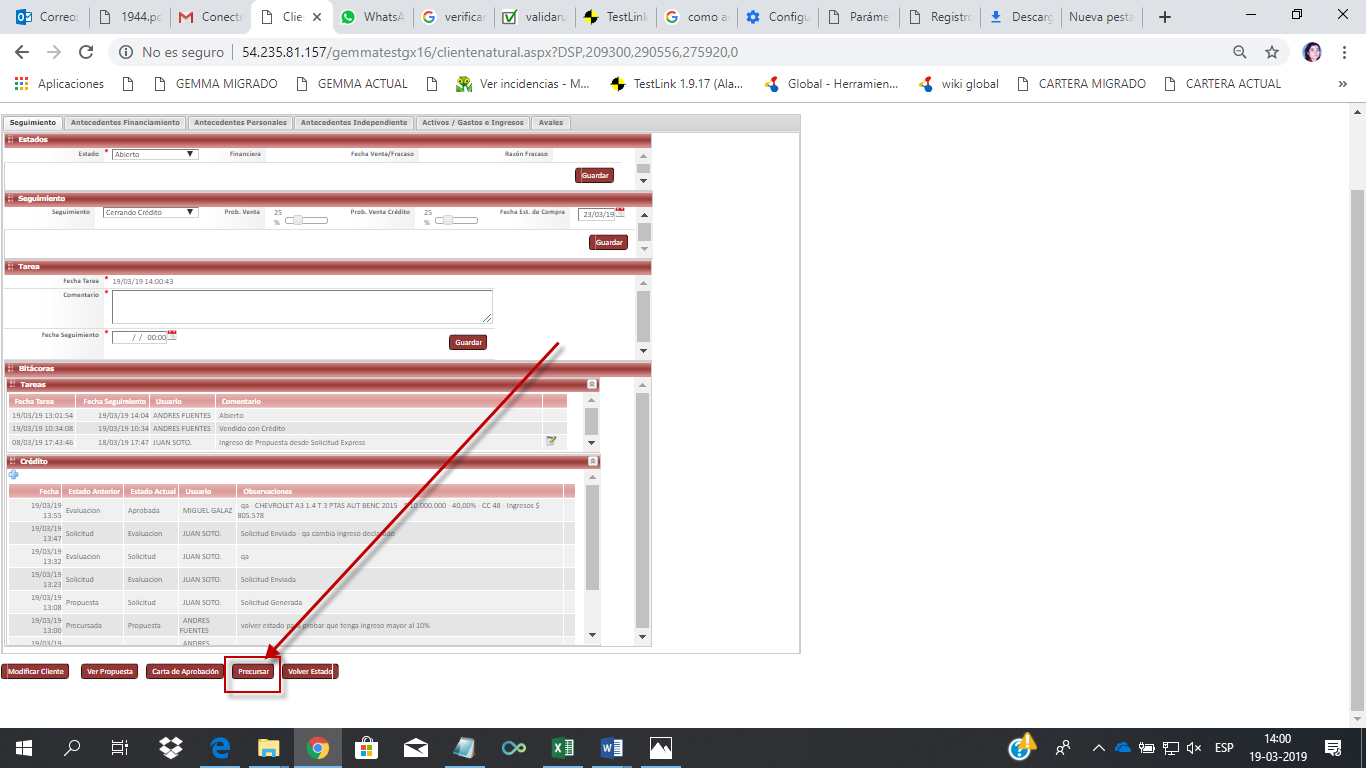 Correo:
1944.pd
Conecte
Clien
WhatsA
verificar
validaru
TestLink
como a
Configu
Parámet
Registro
Descarg
Nueva pesta
No es seguro | 54.235.81.157/gemmatestgx16/clientenatural.aspx?DSP,209300,290556,275920,0
Aplicaciones
GEMMA MIGRADO
GEMMA ACTUAL
Ver incidencias - M...
TestLink 1.9.17 (Ala...
Global - Herramien...
wiki global
CARTERA MIGRADO
CARTERA ACTUAL
»
Seguimiento
Antecedentes Financiamiento
Antecedentes Personales
Antecedentes Independiente
Activos / Gastos e Ingresos
Avales
Estados
Estado * Abierto Financiera Fecha Venta/Fracaso Razón Fracaso
Guardar
Seguimiento
Seguimiento Cerrando Crédito Prob. Venta 25 % Prob. Venta Crédito 25 % Fecha Est. de Compra 23/03/19
Guardar
Tarea
Fecha Tarea * 19/03/19 14:00:43
Comentario *
Fecha Seguimiento * / / 00:00
Guardar
Bitácoras
Tareas
Fecha Tarea Fecha Seguimiento Usuario Comentario
19/03/19 13:01:54 19/03/19 14:04 ANDRES FUENTES Abierto
19/03/19 10:34:08 19/03/19 10:34 ANDRES FUENTES Vendido con Crédito
08/03/19 17:43:46 18/03/19 17:47 JUAN SOTO. Ingreso de Propuesta desde Solicitud Express
Crédito
Fecha Estado Anterior Estado Actual Usuario Observaciones
19/03/19 13:55 Evaluacion Aprobada MIGUEL GALAZ qa · CHEVROLET A3 1.4 T 3 PTAS AUT BENC 2015 10.000.000 · 40,00% · CC 48 · Ingresos $ 805.578
19/03/19 13:47 Solicitud Evaluacion JUAN SOTO. Solicitud Enviada · qa cambia ingreso declarado
19/03/19 13:32 Evaluacion Solicitud JUAN SOTO. qa
19/03/19 13:23 Solicitud Evaluacion JUAN SOTO. Solicitud Enviada
19/03/19 13:08 Propuesta Solicitud JUAN SOTO. Solicitud Generada
19/03/19 13:00 Precursada Propuesta ANDRES FUENTES volver estado para probar que tenga ingreso mayor al 10%
19/03/19 ANDRES
Modificar Cliente
Ver Propuesta
Carta de Aprobación
Precursar
Volver Estado
ESP
14:00
19-03-2019